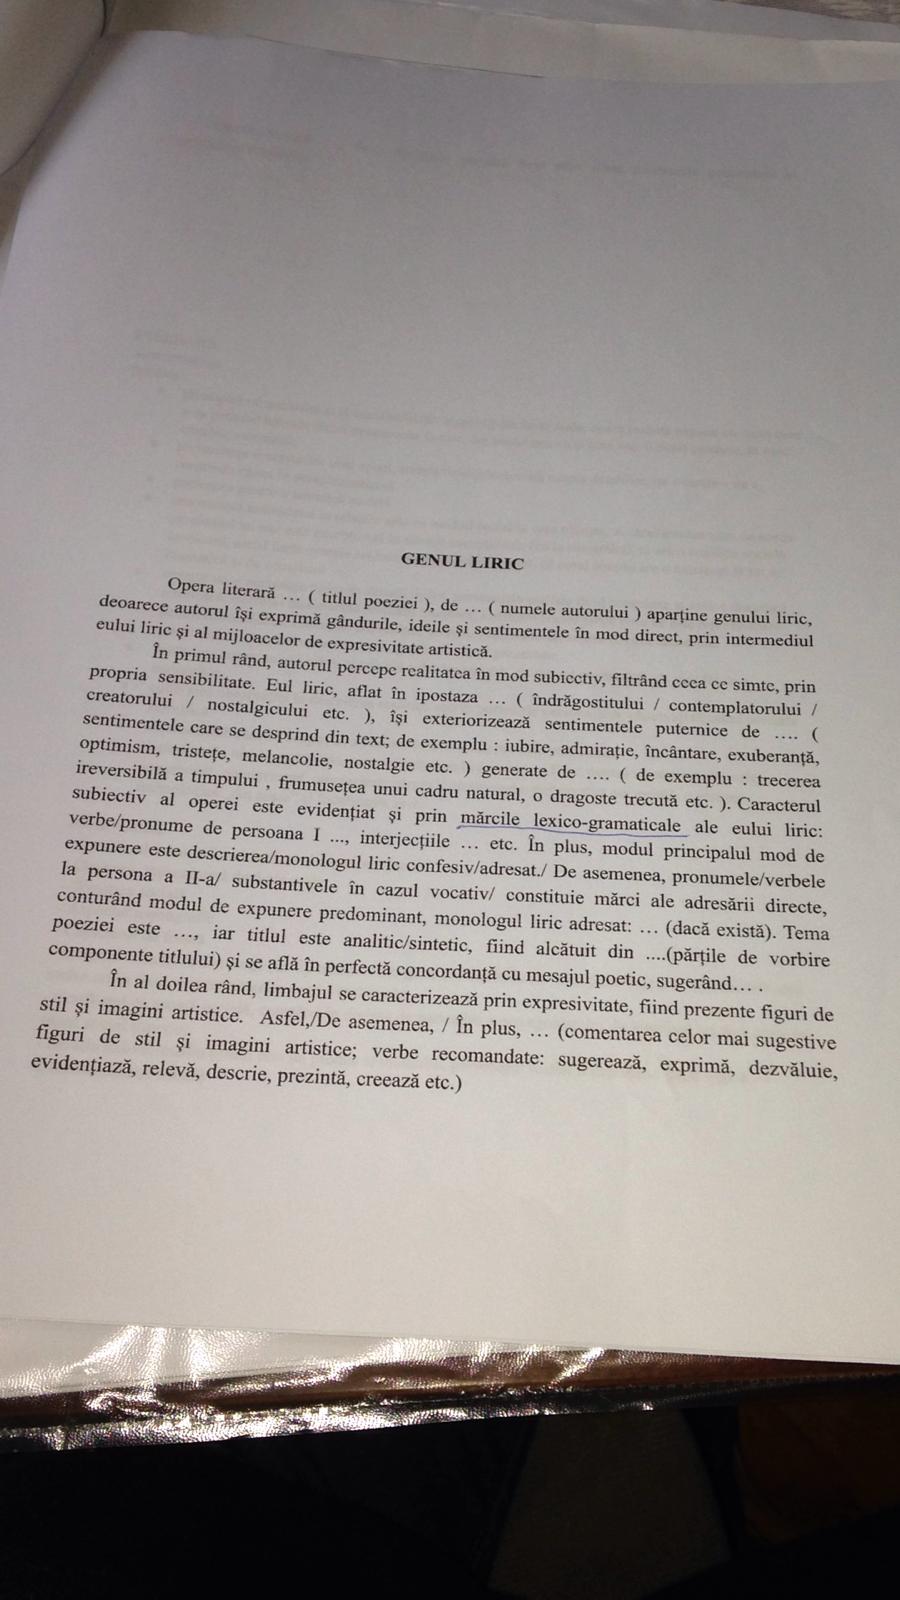 GENUL LIRIC
Opera literară … ( titlul poeziei ), de … ( numele autorului ) aparține genului liric,
deoarece autorul își exprimă gândurile, ideile și sentimentele în mod direct, prin intermediul
eului liric și al mijloacelor de expresivitate artistică.
În primul rând, autorul percepe realitatea în mod subiectiv, filtrând ceea ce simte, prin
propria sensibilitate. Eul liric, aflat în ipostaza … ( îndrăgostitului / contemplatorului /
creatorului / nostalgicului etc. ), își exteriorizează sentimentele puternice de …. (
sentimentele care se desprind din text; de exemplu : iubire, admirație, încântare, exuberanță,
optimism, tristețe, melancolie, nostalgie etc. ) generate de …. ( de exemplu : trecerea
ireversibilă a timpului , frumusețea unui cadru natural, o dragoste trecută etc. ). Caracterul
subiectiv al operei este evidențiat și prin mărcile lexico-gramaticale ale eului liric:
verbe/pronume de persoana I ..., interjecțiile … etc. În plus, modul principalul mod de
expunere este descrierea/monologul liric confesiv/adresat./ De asemenea, pronumele/verbele
la persona a II-a/ substantivele în cazul vocativ/ constituie mărci ale adresării directe,
conturând modul de expunere predominant, monologul liric adresat: … (dacă există). Tema
poeziei este …, iar titlul este analitic/sintetic, fiind alcătuit din ....(părțile de vorbire
componente titlului) și se află în perfectă concordanță cu mesajul poetic, sugerând… .
În al doilea rând, limbajul se caracterizează prin expresivitate, fiind prezente figuri de
stil și imagini artistice. Asfel,/De asemenea, / În plus, … (comentarea celor mai sugestive
figuri de stil și imagini artistice; verbe recomandate: sugerează, exprimă, dezvăluie,
evidențiază, relevă, descrie, prezintă, creează etc.)